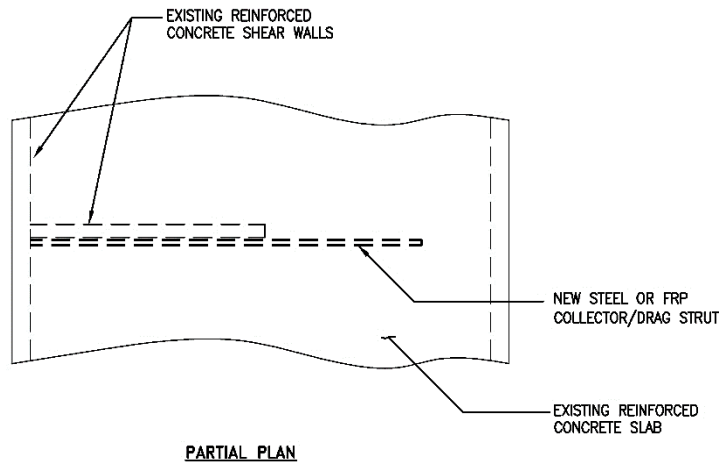 EXISTING REINFORCED
CONCRETE SHEAR WALLS
NEW STEEL OR FRP
COLLECTOR/DRAG STRUT
EXISTING REINFORCED
CONCRETE SLAB
PARTIAL PLAN